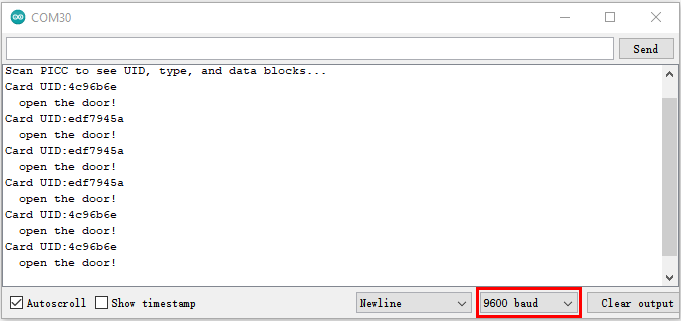 COM30
Send
Scan PICC to see UID, type, and data blocks...
Card UID:4c96b6e
open the door!
Card UID:edf7945a
open the door!
Card UID:edf7945a
open the door!
Card UID:edf7945a
open the door!
Card UID:4c96b6e
open the door!
Card UID:4c96b6e
open the door!
Autoscroll Show timestamp Newline 9600 baud Clear output